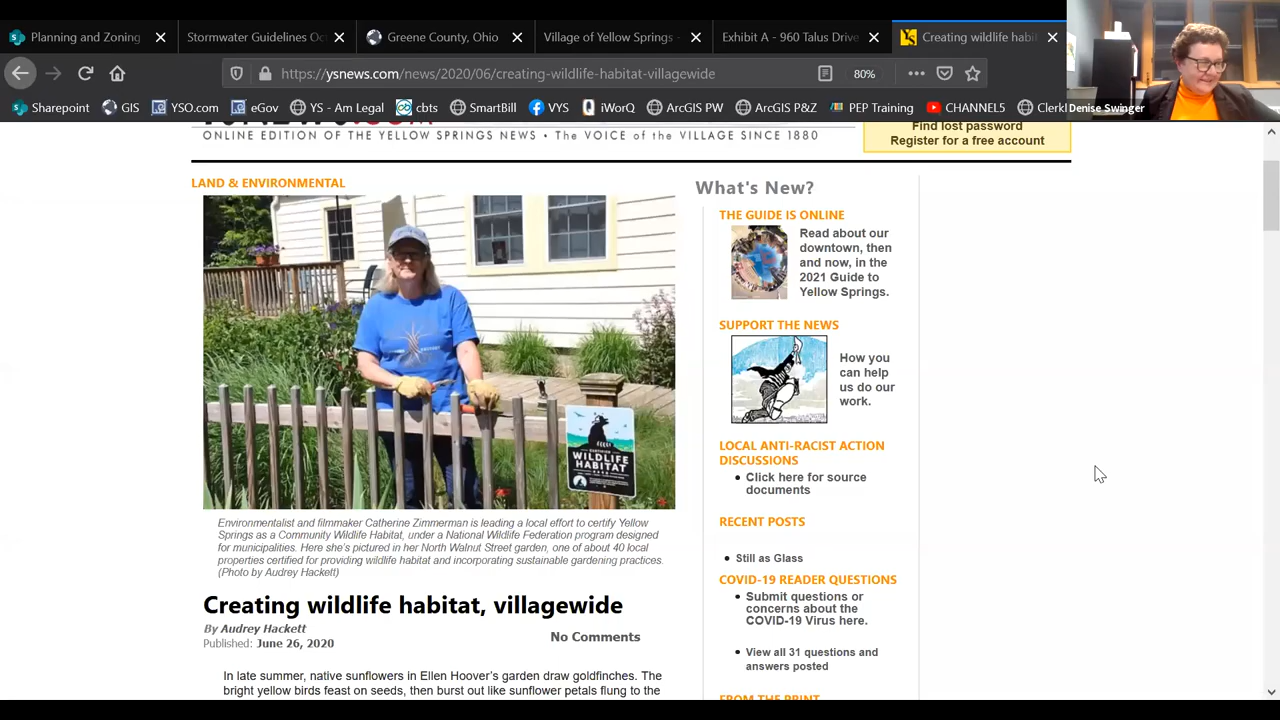 Planning and Zoning
Stormwater Guidelines Oc
Greene County, Ohio
Village of Yellow Springs -
Exhibit A - 960 Talus Drive
YS Creating wildlife habit
https://ysnews.com/news/2020/06/creating-wildlife-habitat-villagewide
80%
Sharepoint GIS YSO.com eGov YS - Am Legal cbts SmartBill VYS iWorQ ArcGIS PW ArcGIS P&Z PEP Training CHANNEL5 Clerk
Denise Swinger
ONLINE EDITION OF THE YELLOW SPRINGS NEWS • THE VOICE of the VILLAGE SINCE 1880
Find lost password
Register for a free account
LAND & ENVIRONMENTAL
CERTIFIED
WILDLIFE
HABITAT
Environmentalist and filmmaker Catherine Zimmerman is leading a local effort to certify Yellow
Springs as a Community Wildlife Habitat, under a National Wildlife Federation program designed
for municipalities. Here she's pictured in her North Walnut Street garden, one of about 40 local
properties certified for providing wildlife habitat and incorporating sustainable gardening practices.
(Photo by Audrey Hackett)
Creating wildlife habitat, villagewide
By Audrey Hackett
Published: June 26, 2020
No Comments
In late summer, native sunflowers in Ellen Hoover's garden draw goldfinches. The
bright yellow birds feast on seeds, then burst out like sunflower petals flung to the
What's New?
THE GUIDE IS ONLINE
Read about our
downtown, then
and now, in the
2021 Guide to
Yellow Springs.
SUPPORT THE NEWS
How you
can help
us do our
work.
LOCAL ANTI-RACIST ACTION
DISCUSSIONS
• Click here for source
documents
RECENT POSTS
• Still as Glass
COVID-19 READER QUESTIONS
• Submit questions or
concerns about the
COVID-19 Virus here.
• View all 31 questions and
answers posted
FROM THE PRINT